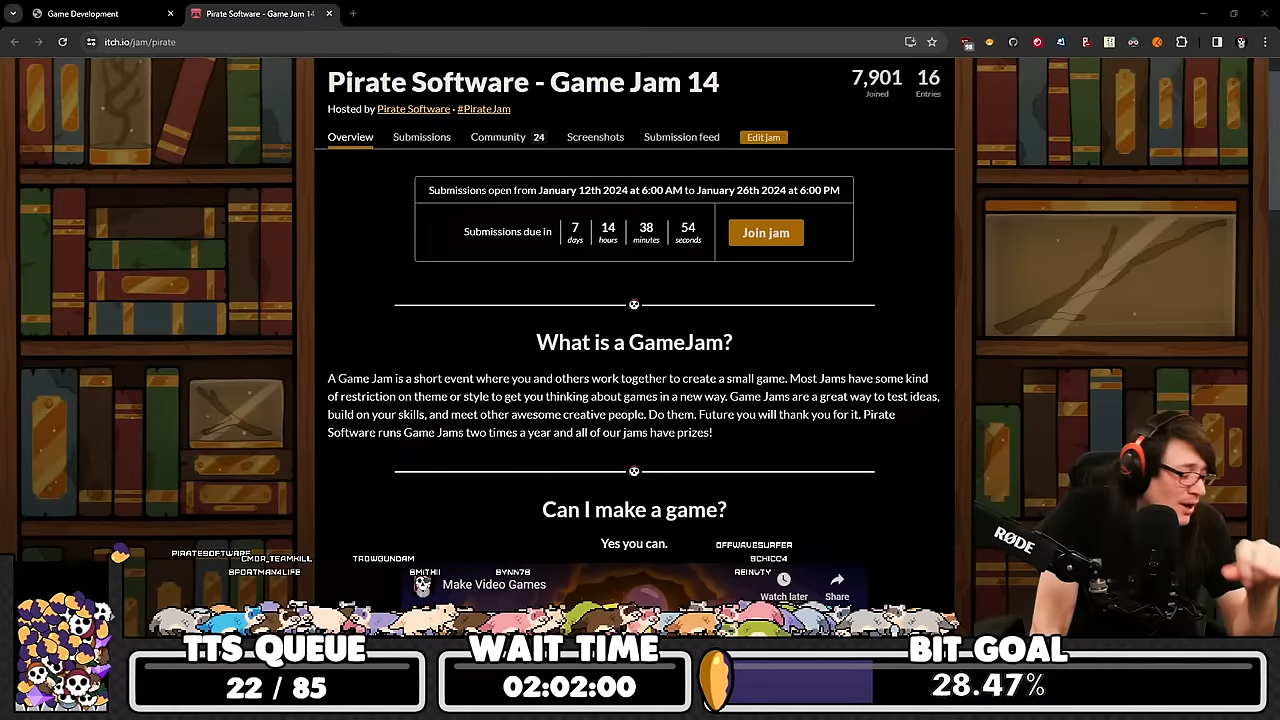 Game Development
Pirate Software - Game Jam 14
itch.io/jam/pirate
Pirate Software - Game Jam 14
7,901 16
Joined Entries
Hosted by Pirate Software · #PirateJam
Overview Submissions Community 24 Screenshots Submission feed Edit jam
Submissions open from January 12th 2024 at 6:00 AM to January 26th 2024 at 6:00 PM
Submissions due in 7 days 14 hours 38 minutes 54 seconds
Join jam
What is a GameJam?
A Game Jam is a short event where you and others work together to create a small game. Most Jams have some kind
of restriction on theme or style to get you thinking about games in a new way. Game Jams are a great way to test ideas,
build on your skills, and meet other awesome creative people. Do them. Future you will thank you for it. Pirate
Software runs Game Jams two times a year and all of our jams have prizes!
Can I make a game?
Yes you can.
RØDE
PIRATESOFTWARE
CMDR_TEAMKILL
TROWGUNDAM
OFFWAVESURFER
BCHICC4
SPORTMAN4LIFE
BMITHII
BYNN78
REINUTY
Make Video Games
Watch later Share
TTS QUEUE
22 / 85
WAIT TIME
02:02:00
BIT GOAL
28.47%